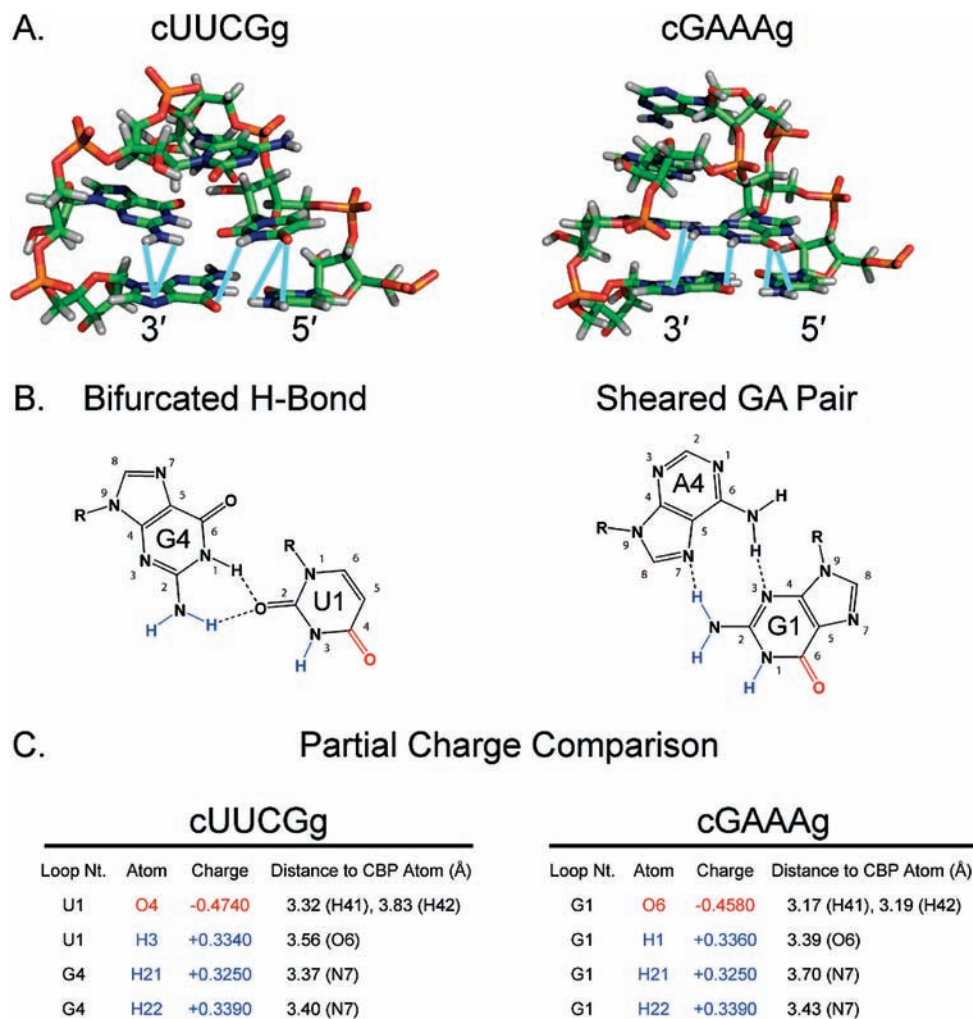 A. cUUCGg cGAAAg
3′ 5′ 3′ 5′
B. Bifurcated H-Bond Sheared GA Pair
8 7 N 9 N R 5 4 6 O G4 3 N 2 N 1 H N H H
R 1 N 6 2 O U1 5 N 3 4 H O
2 3 N N 1 A4 4 6 R N 9 5 N H H 8 N 7
R H N 9 3 N 4 8 H N G1 2 5 N 7 H N 1 6 H O
C. Partial Charge Comparison
cUUCGg cGAAAg
Loop Nt. Atom Charge Distance to CBP Atom (Å) Loop Nt. Atom Charge Distance to CBP Atom (Å)
U1 O4 -0.4740 3.32 (H41), 3.83 (H42) G1 O6 -0.4580 3.17 (H41), 3.19 (H42)
U1 H3 +0.3340 3.56 (O6) G1 H1 +0.3360 3.39 (O6)
G4 H21 +0.3250 3.37 (N7) G1 H21 +0.3250 3.70 (N7)
G4 H22 +0.3390 3.40 (N7) G1 H22 +0.3390 3.43 (N7)